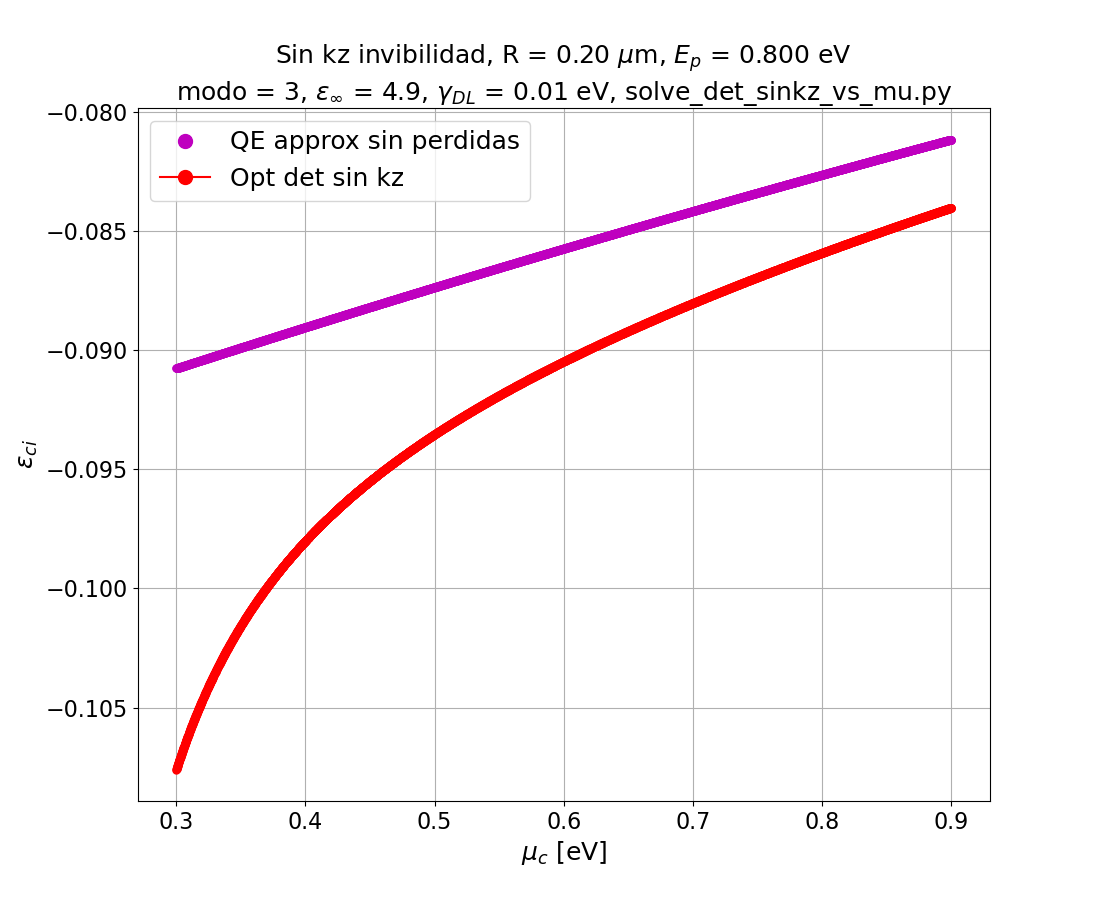 Sin kz invibilidad, R = 0.20 μm, E_p = 0.800 eV
modo = 3, ε_∞ = 4.9, γ_DL = 0.01 eV, solve_det_sinkz_vs_mu.py
QE approx sin perdidas
Opt det sin kz
−0.080
−0.085
−0.090
−0.095
−0.100
−0.105
ε_ci
0.3 0.4 0.5 0.6 0.7 0.8 0.9
μ_c [eV]